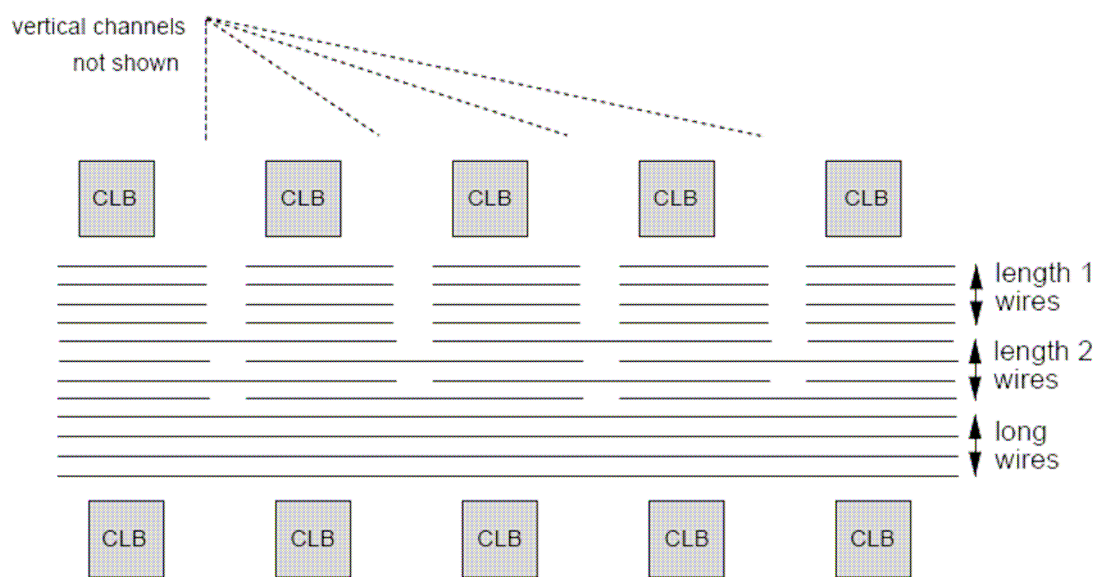 vertical channels
not shown
CLB CLB CLB CLB CLB
length 1
wires
length 2
wires
long
wires
CLB CLB CLB CLB CLB